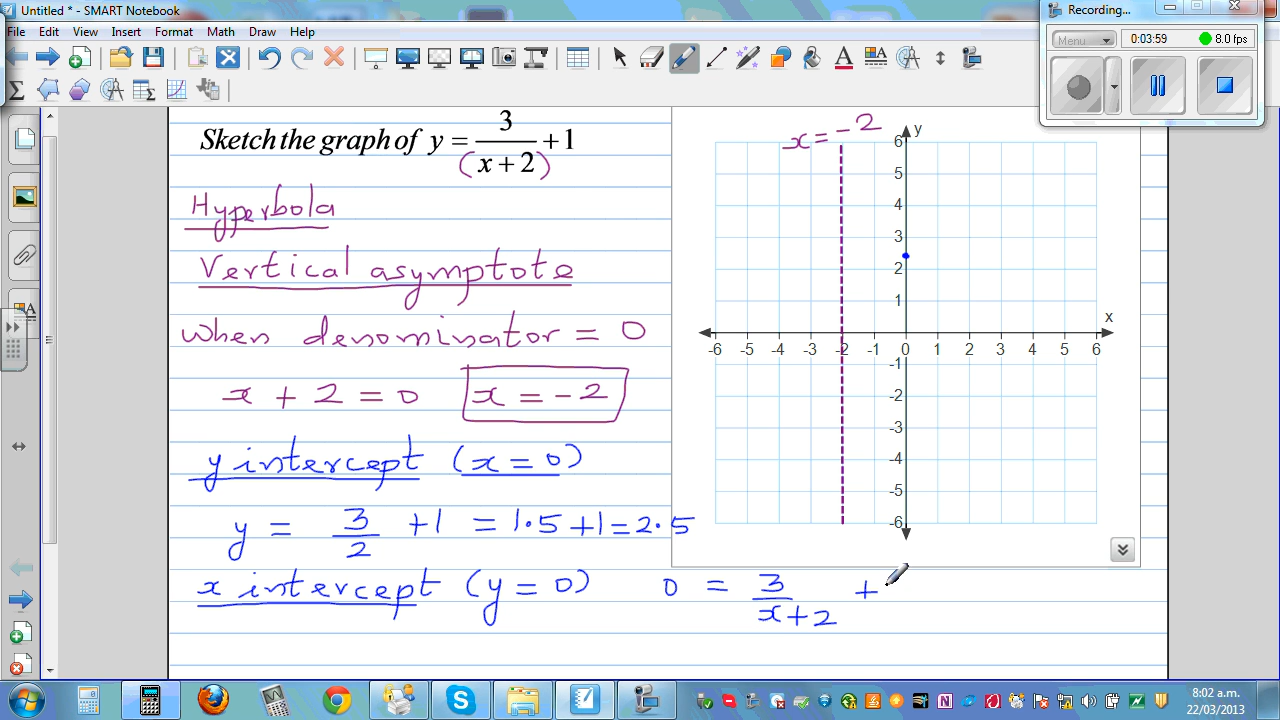 Untitled * - SMART Notebook
Recording...
File Edit View Insert Format Math Draw Help
Menu
0:03:59
8.0 fps
Sketch the graph of y = 3/(x + 2) + 1
Hyperbola
Vertical asymptote
when denominator = 0
x + 2 = 0 x = -2
y intercept (x = 0)
y = 3/2 + 1 = 1.5 + 1 = 2.5
x intercept (y = 0) 0 = 3/(x+2) +
x = -2
y
6
5
4
3
2
1
x
-6 -5 -4 -3 -2 -1 0 1 2 3 4 5 6
-1
-2
-3
-4
-5
-6
8:02 a.m.
22/03/2013